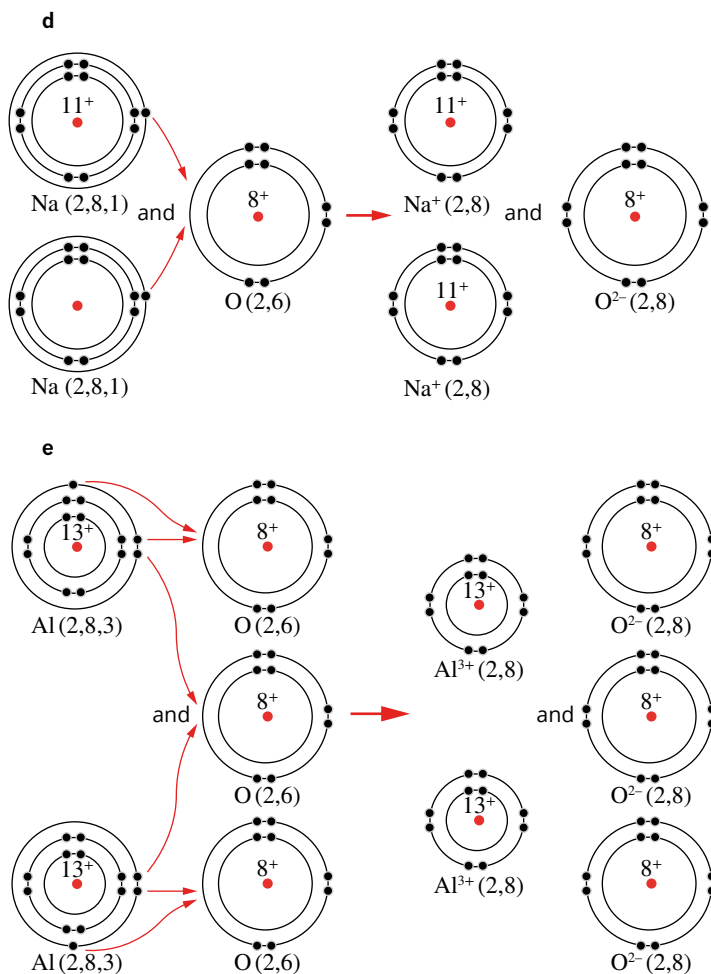 d
11⁺ 11⁺
Na (2,8,1) and 8⁺ Na⁺ (2,8) and 8⁺
O (2,6) 11⁺ O²⁻ (2,8)
Na (2,8,1) Na⁺ (2,8)
e
13⁺ 8⁺ 8⁺
Al (2,8,3) O (2,6) 13⁺ O²⁻ (2,8)
Al³⁺ (2,8)
and 8⁺ and 8⁺
O (2,6) 13⁺ O²⁻ (2,8)
13⁺ 8⁺ Al³⁺ (2,8) 8⁺
Al (2,8,3) O (2,6) O²⁻ (2,8)